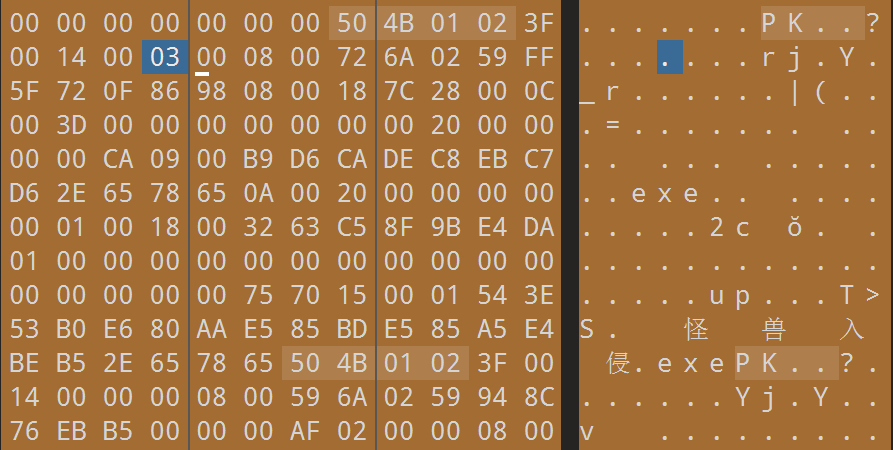 00 00 00 00 00 00 00 50 4B 01 02 3F . . . . . . . P K . . ?
00 14 00 03 00 00 08 00 72 6A 02 59 FF . . . . . . . r j . Y .
5F 72 0F 86 98 08 00 18 7C 28 00 0C _ r . . . . . . | ( . .
00 3D 00 00 00 00 00 00 00 20 00 00 00 . = . . . . . . . . .
00 00 CA 09 00 B9 D6 CA DE C8 EB C7 . . . . . . . . . .
D6 2E 65 78 65 0A 00 20 00 00 00 00 . . e x e . . . . . .
00 01 00 18 00 32 63 C5 8F 9B E4 DA . . . . . 2 c ŏ .
01 00 00 00 00 00 00 00 00 00 00 00 . . . . . . . . . . . .
00 00 00 00 00 75 70 15 00 01 54 3E . . . . . u p . . . T >
53 B0 E6 80 AA E5 85 BD E5 85 A5 E4 S . 怪 兽 入
BE B5 2E 65 78 65 50 4B 01 02 3F 00 侵 . e x e P K . . ? .
14 00 00 00 08 00 59 6A 02 59 94 8C . . . . . . Y j . Y . .
76 EB B5 00 00 00 AF 02 00 00 08 00 v . . . . . . . . .